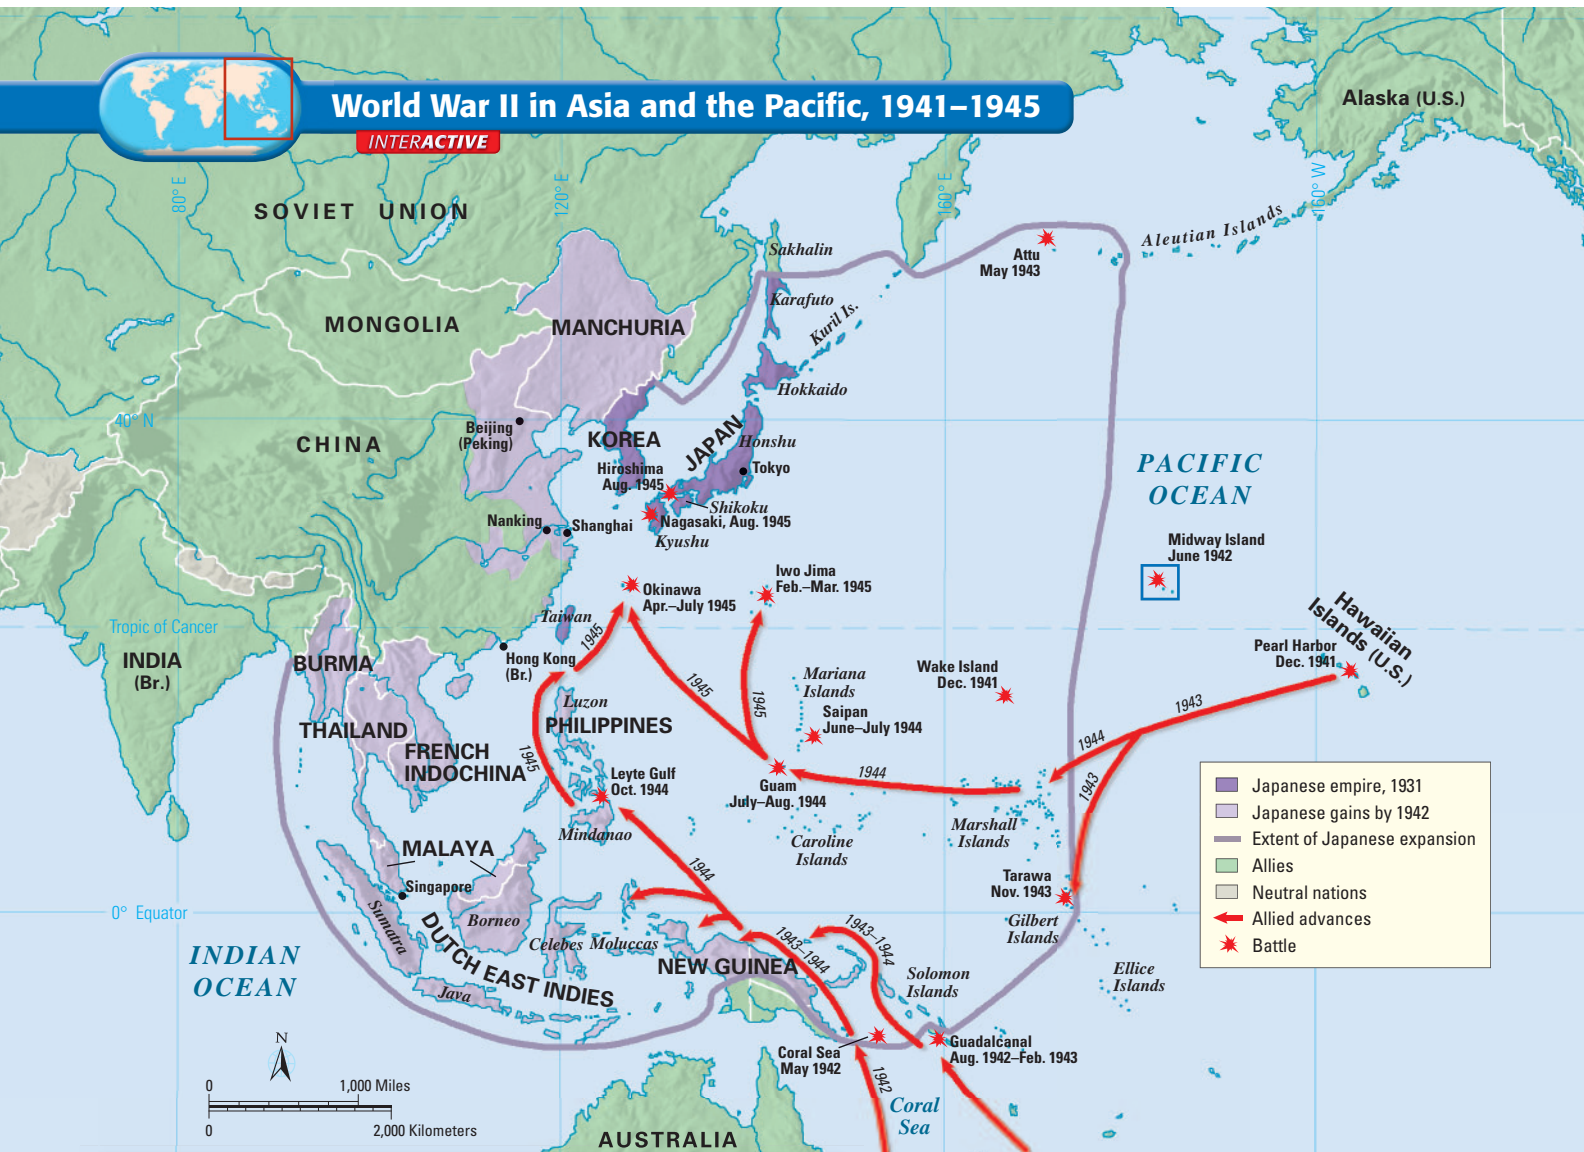 World War II in Asia and the Pacific, 1941–1945
INTERACTIVE
Alaska (U.S.)
80° E
120° E
160° E
160° W
SOVIET UNION
Aleutian Islands
Sakhalin
Attu
May 1943
Karafuto
Kuril Is.
MONGOLIA
MANCHURIA
Hokkaido
40° N
Beijing
(Peking)
CHINA
KOREA
JAPAN
Honshu
Tokyo
Hiroshima
Aug. 1945
Shikoku
Nagasaki, Aug. 1945
Kyushu
Nanking
Shanghai
PACIFIC
OCEAN
Midway Island
June 1942
Iwo Jima
Feb.–Mar. 1945
Okinawa
Apr.–July 1945
Taiwan
1945
Tropic of Cancer
Hawaiian
Islands (U.S.)
Pearl Harbor
Dec. 1941
INDIA
(Br.)
BURMA
Hong Kong
(Br.)
Wake Island
Dec. 1941
Mariana
Islands
Saipan
June–July 1944
1945
1945
1943
Luzon
PHILIPPINES
THAILAND
FRENCH
INDOCHINA
1945
1944
1943
Leyte Gulf
Oct. 1944
Guam
July–Aug. 1944
1944
Mindanao
Caroline
Islands
Marshall
Islands
MALAYA
Singapore
1944
Tarawa
Nov. 1943
Gilbert
Islands
0° Equator
Sumatra
Borneo
DUTCH EAST INDIES
Celebes
Moluccas
1943–1944
1943–1944
NEW GUINEA
Solomon
Islands
Ellice
Islands
INDIAN
OCEAN
Java
Coral Sea
May 1942
Guadalcanal
Aug. 1942–Feb. 1943
1942
Coral
Sea
AUSTRALIA
N
0
1,000 Miles
0
2,000 Kilometers
Japanese empire, 1931
Japanese gains by 1942
Extent of Japanese expansion
Allies
Neutral nations
Allied advances
Battle